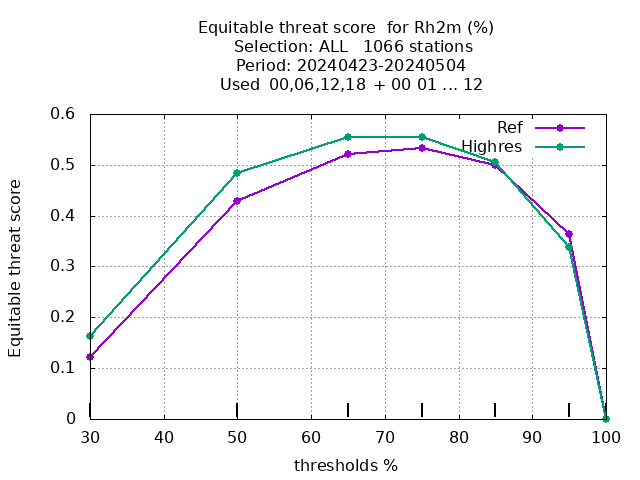 Equitable threat score  for Rh2m (%)
Selection: ALL   1066 stations
Period: 20240423-20240504
Used  00,06,12,18  + 00 01 ... 12
Ref
Highres
Equitable threat score
0.6
0.5
0.4
0.3
0.2
0.1
0
30 40 50 60 70 80 90 100
thresholds %